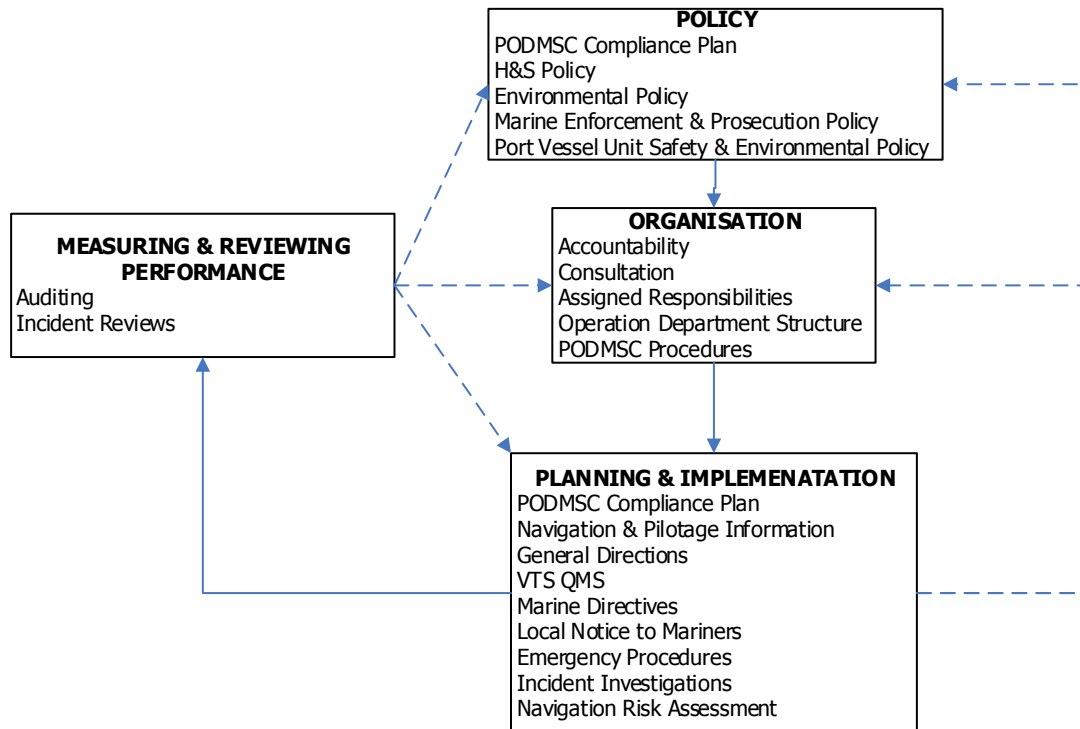 POLICY
PODMSC Compliance Plan
H&S Policy
Environmental Policy
Marine Enforcement & Prosecution Policy
Port Vessel Unit Safety & Environmental Policy
MEASURING & REVIEWING
PERFORMANCE
Auditing
Incident Reviews
ORGANISATION
Accountability
Consultation
Assigned Responsibilities
Operation Department Structure
PODMSC Procedures
PLANNING & IMPLEMENATATION
PODMSC Compliance Plan
Navigation & Pilotage Information
General Directions
VTS QMS
Marine Directives
Local Notice to Mariners
Emergency Procedures
Incident Investigations
Navigation Risk Assessment